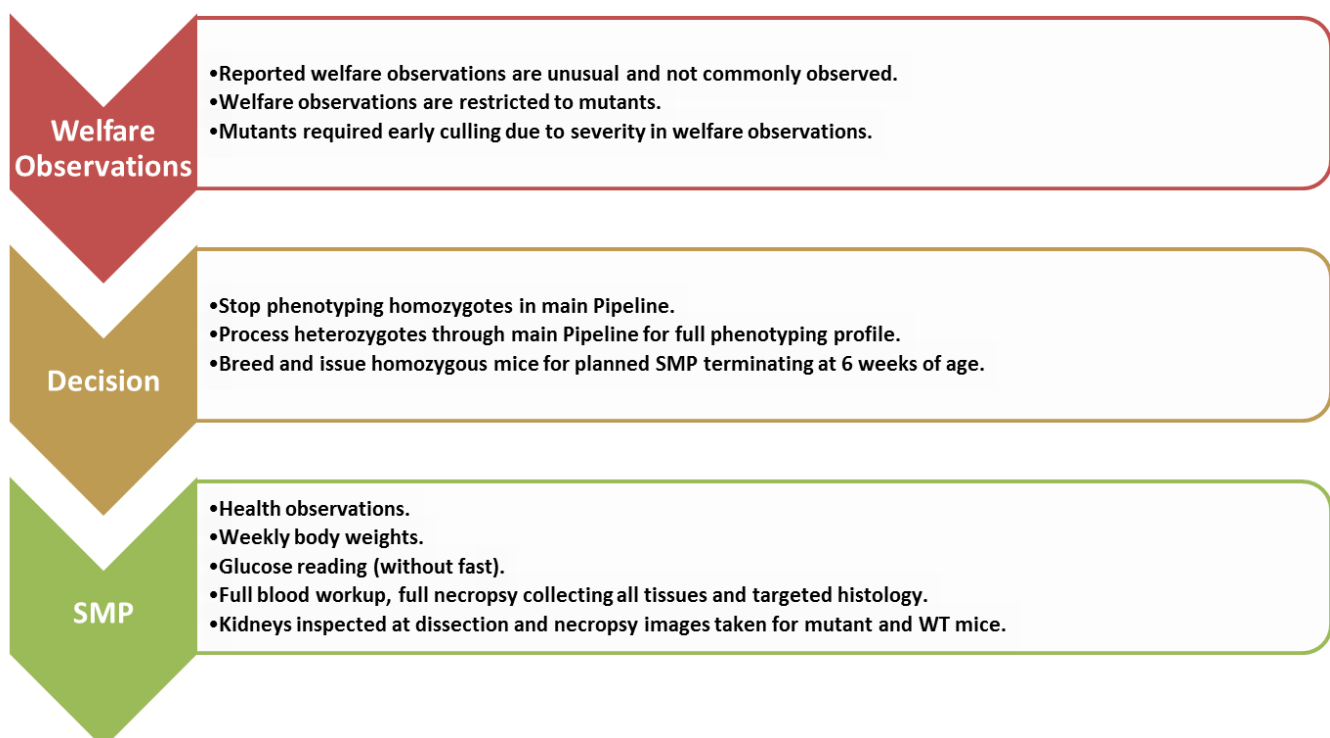 Welfare
Observations
•Reported welfare observations are unusual and not commonly observed.
•Welfare observations are restricted to mutants.
•Mutants required early culling due to severity in welfare observations.
Decision
•Stop phenotyping homozygotes in main Pipeline.
•Process heterozygotes through main Pipeline for full phenotyping profile.
•Breed and issue homozygous mice for planned SMP terminating at 6 weeks of age.
SMP
•Health observations.
•Weekly body weights.
•Glucose reading (without fast).
•Full blood workup, full necropsy collecting all tissues and targeted histology.
•Kidneys inspected at dissection and necropsy images taken for mutant and WT mice.